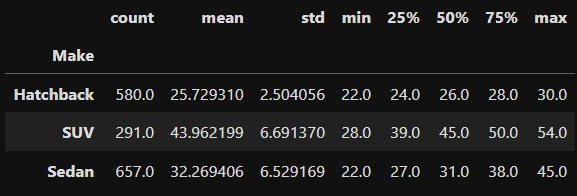 count mean std min 25% 50% 75% max
Make
Hatchback 580.0 25.729310 2.504056 22.0 24.0 26.0 28.0 30.0
SUV 291.0 43.962199 6.691370 28.0 39.0 45.0 50.0 54.0
Sedan 657.0 32.269406 6.529169 22.0 27.0 31.0 38.0 45.0